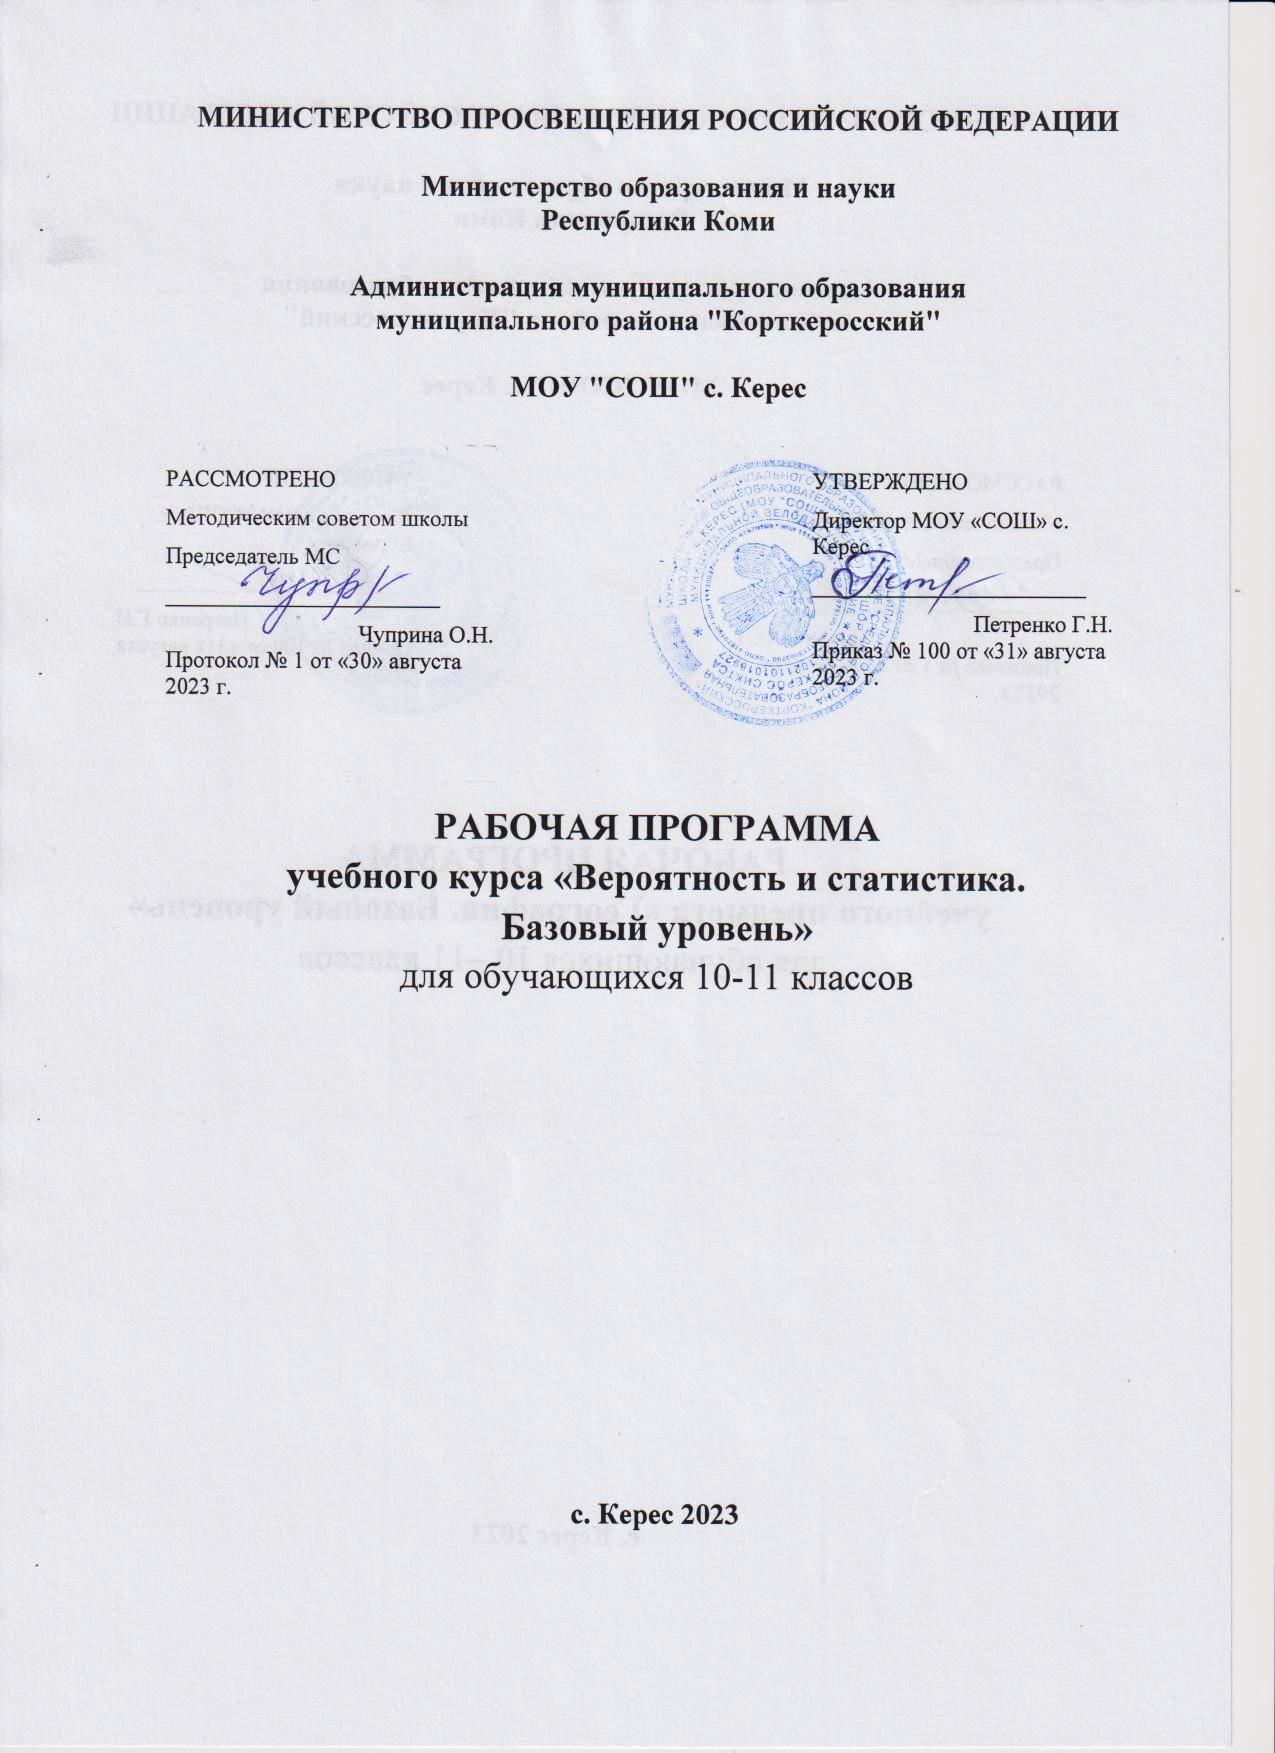 МИНИСТЕРСТВО ПРОСВЕЩЕНИЯ РОССИЙСКОЙ ФЕДЕРАЦИИ
Министерство образования и науки
Республики Коми
Администрация муниципального образования
муниципального района "Корткеросский"
МОУ "СОШ" с. Керес
РАССМОТРЕНО
Методическим советом школы
Председатель МС
Чуприна О.Н.
Протокол № 1 от «30» августа
2023 г.
УТВЕРЖДЕНО
Директор МОУ «СОШ» с.
Керес
Петренко Г.Н.
Приказ № 100 от «31» августа
2023 г.
РАБОЧАЯ ПРОГРАММА
учебного курса «Вероятность и статистика.
Базовый уровень»
для обучающихся 10-11 классов
с. Керес 2023